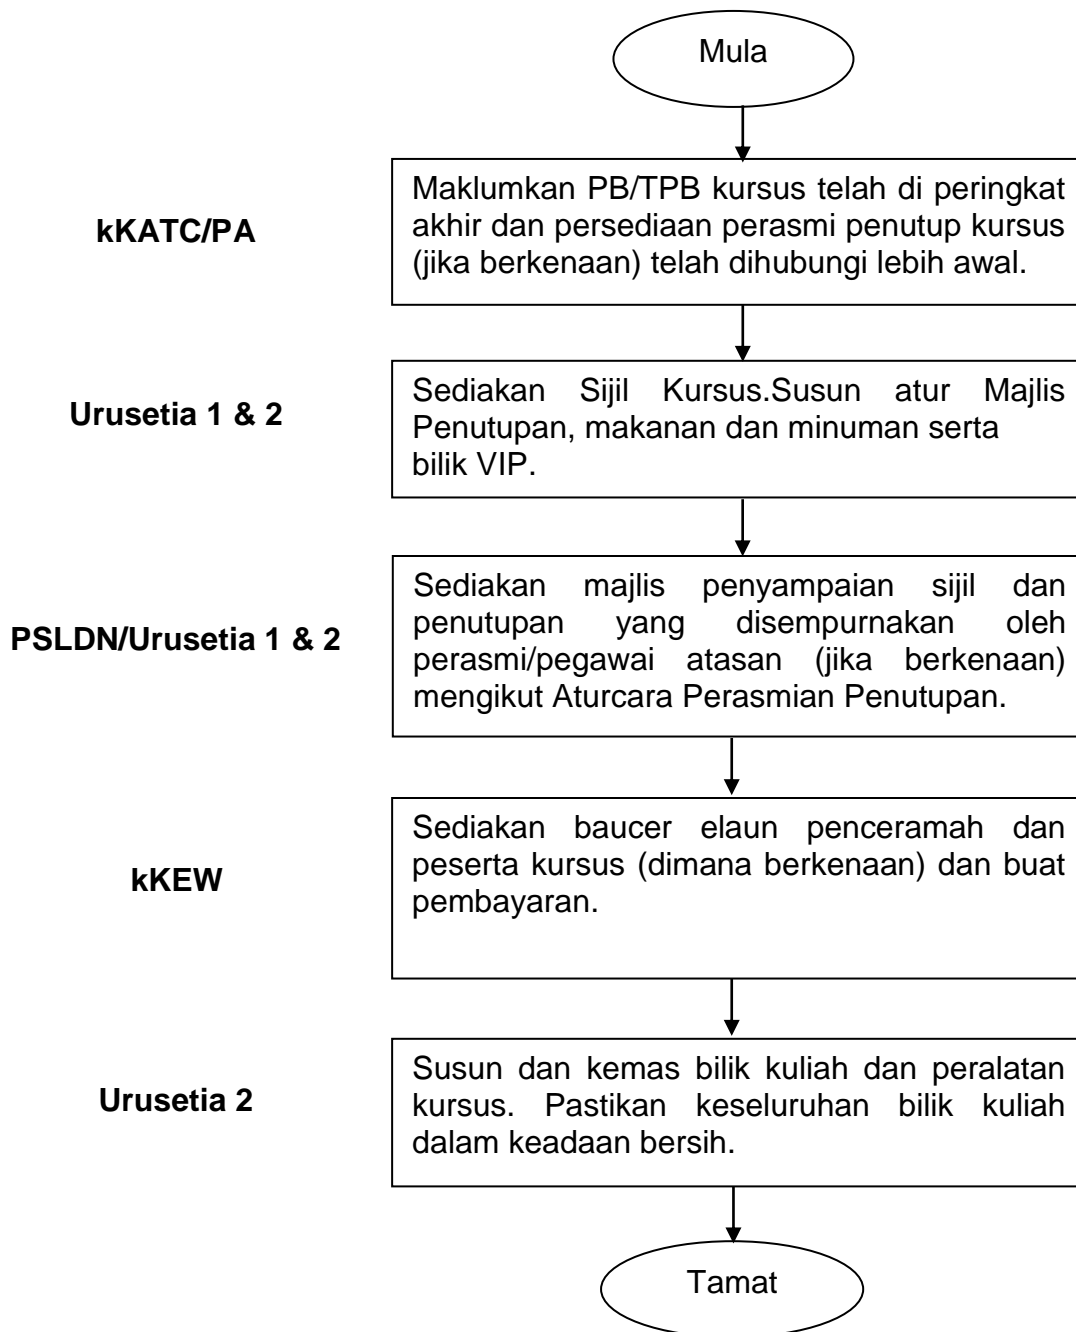 Mula
kKATC/PA
Maklumkan PB/TPB kursus telah di peringkat
akhir dan persediaan perasmi penutup kursus
(jika berkenaan) telah dihubungi lebih awal.
Urusetia 1 & 2
Sediakan Sijil Kursus.Susun atur Majlis
Penutupan, makanan dan minuman serta
bilik VIP.
PSLDN/Urusetia 1 & 2
Sediakan majlis penyampaian sijil dan
penutupan yang disempurnakan oleh
perasmi/pegawai atasan (jika berkenaan)
mengikut Aturcara Perasmian Penutupan.
kKEW
Sediakan baucer elaun penceramah dan
peserta kursus (dimana berkenaan) dan buat
pembayaran.
Urusetia 2
Susun dan kemas bilik kuliah dan peralatan
kursus. Pastikan keseluruhan bilik kuliah
dalam keadaan bersih.
Tamat